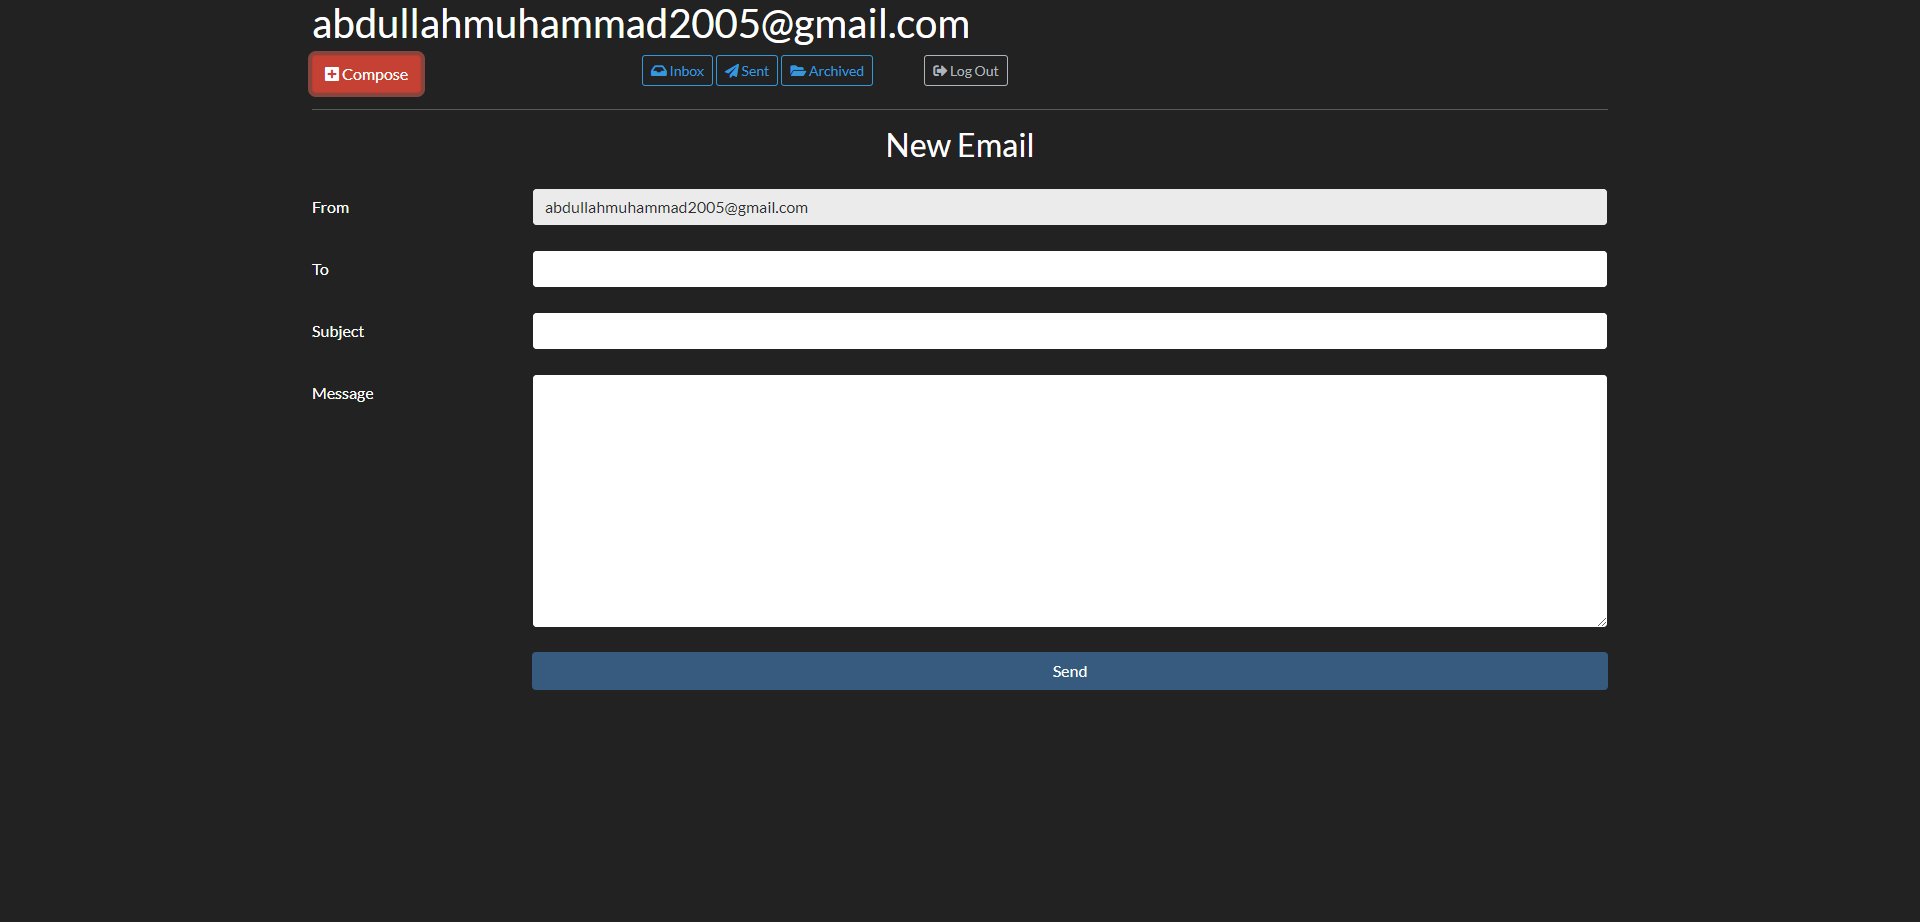 abdullahmuhammad2005@gmail.com
Compose Inbox Sent Archived Log Out
New Email
From abdullahmuhammad2005@gmail.com
To
Subject
Message
Send